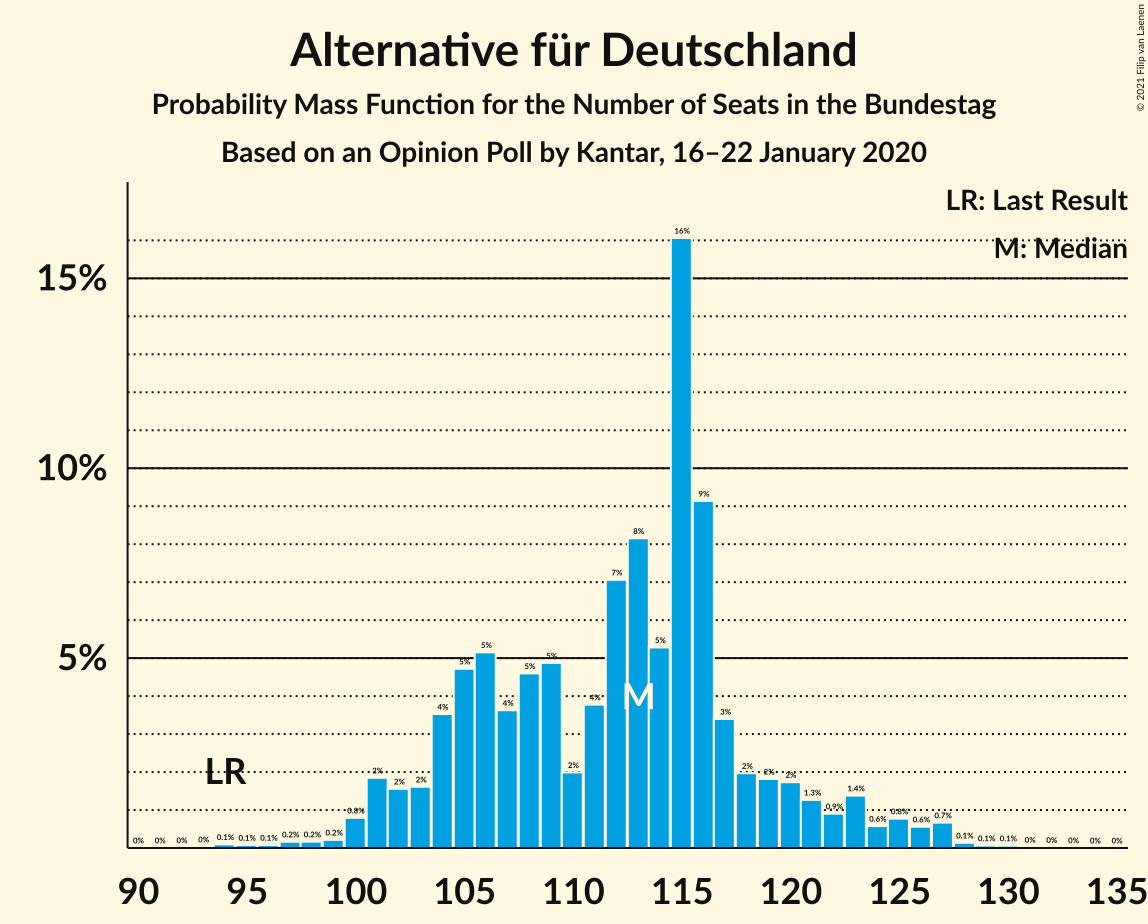 Alternative für Deutschland
Probability Mass Function for the Number of Seats in the Bundestag
Based on an Opinion Poll by Kantar, 16–22 January 2020
© 2021 Filip van Laenen
LR: Last Result
M: Median
15%
10%
5%
LR
M
0% 0% 0% 0% 0.1% 0.1% 0.1% 0.2% 0.2% 0.2% 0.8% 2% 2% 2% 4% 5% 5% 4% 5% 5% 2% 4% 7% 8% 5% 16% 9% 3% 2% 2% 2% 1.3% 0.9% 1.4% 0.6% 0.8% 0.6% 0.7% 0.1% 0.1% 0.1% 0% 0% 0% 0% 0%
90 95 100 105 110 115 120 125 130 135